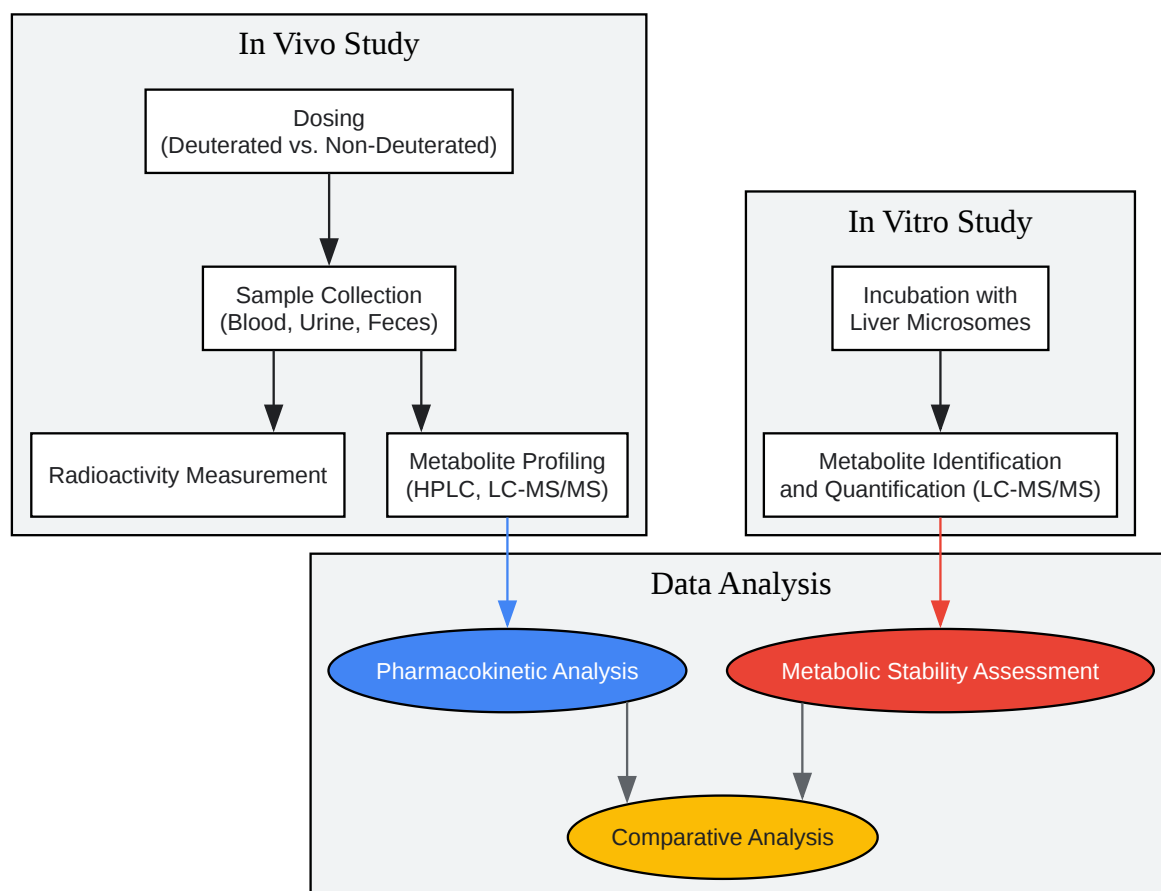 In Vivo Study
Dosing
(Deuterated vs. Non-Deuterated)
Sample Collection
(Blood, Urine, Feces)
Radioactivity Measurement
Metabolite Profiling
(HPLC, LC-MS/MS)
In Vitro Study
Incubation with
Liver Microsomes
Metabolite Identification
and Quantification (LC-MS/MS)
Data Analysis
Pharmacokinetic Analysis
Metabolic Stability Assessment
Comparative Analysis